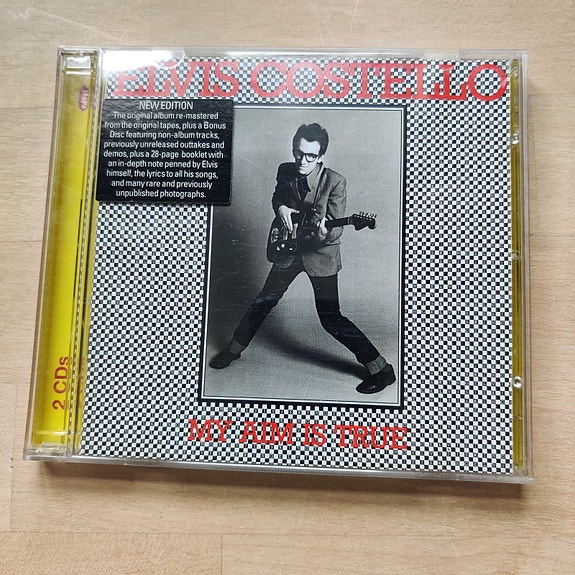 ELVIS COSTELLO
NEW EDITION
The original album re-mastered
from the original tapes, plus a Bonus
Disc featuring non-album tracks,
previously unreleased outtakes and
demos, plus a 28-page booklet with
an in-depth note penned by Elvis
himself, the lyrics to all his songs,
and many rare and previously
unpublished photographs.
MY AIM IS TRUE
2 CDs